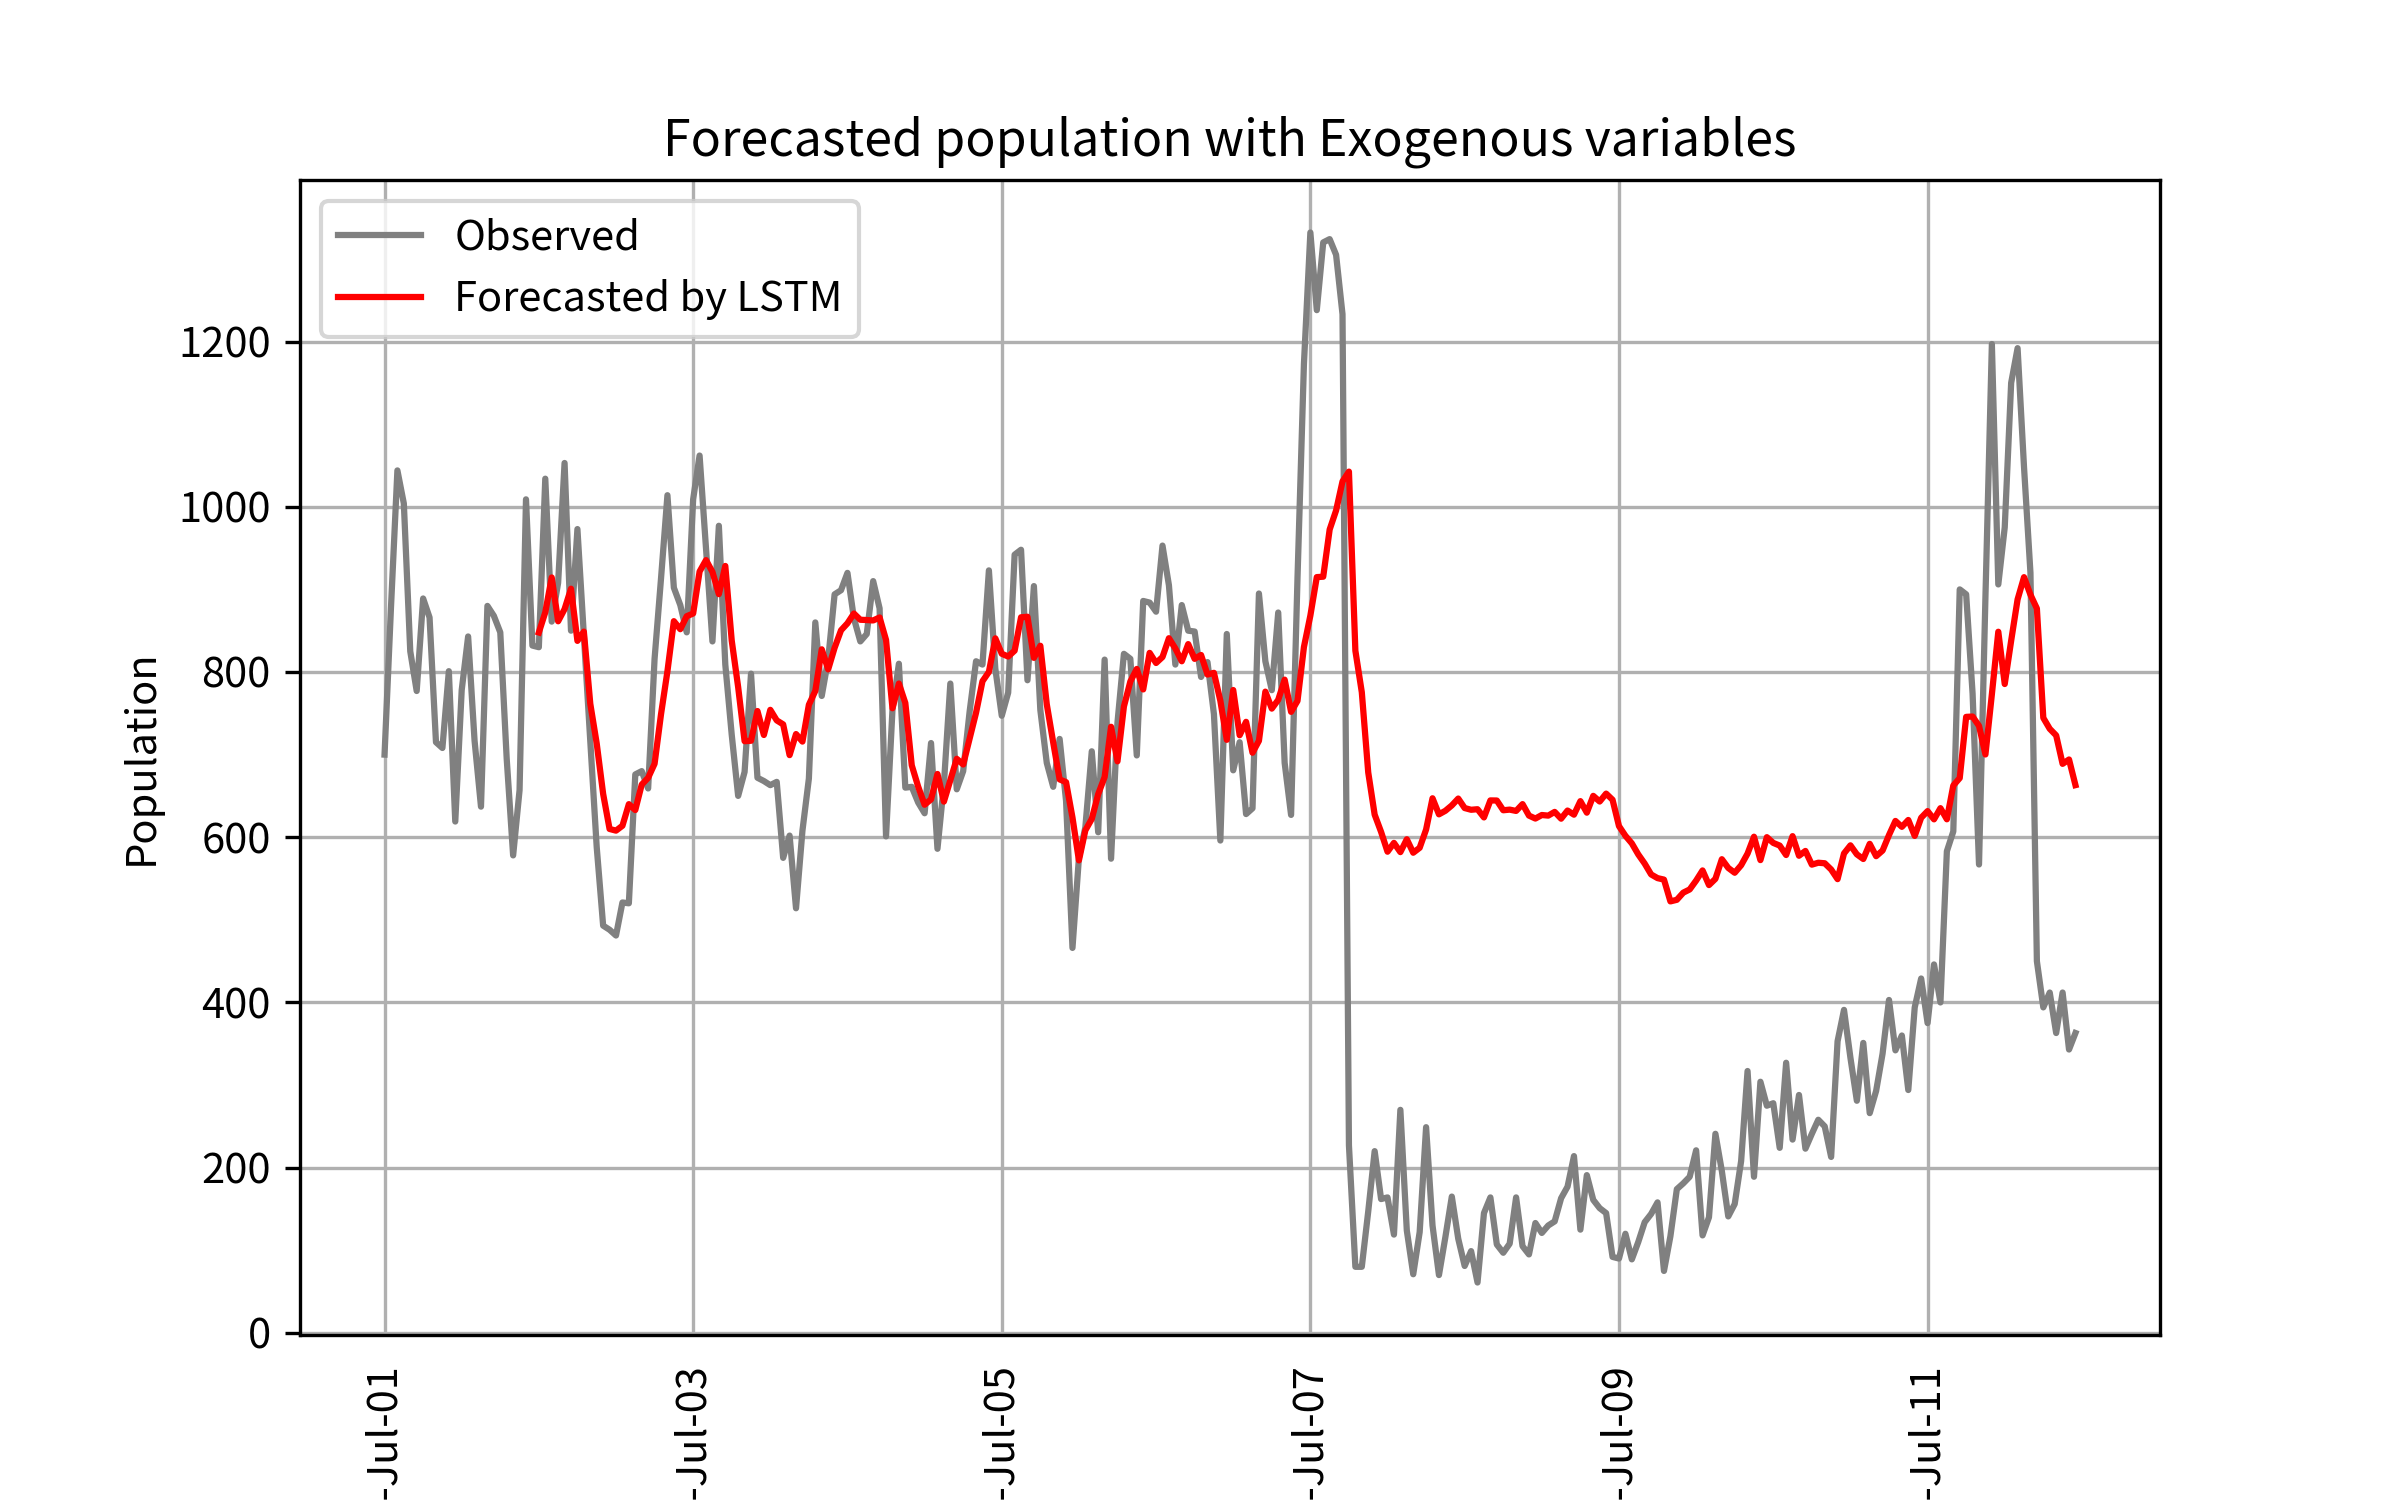 Forecasted population with Exogenous variables
Observed
Forecasted by LSTM
Population
1200
1000
800
600
400
200
0
-Jul-01
-Jul-03
-Jul-05
-Jul-07
-Jul-09
-Jul-11